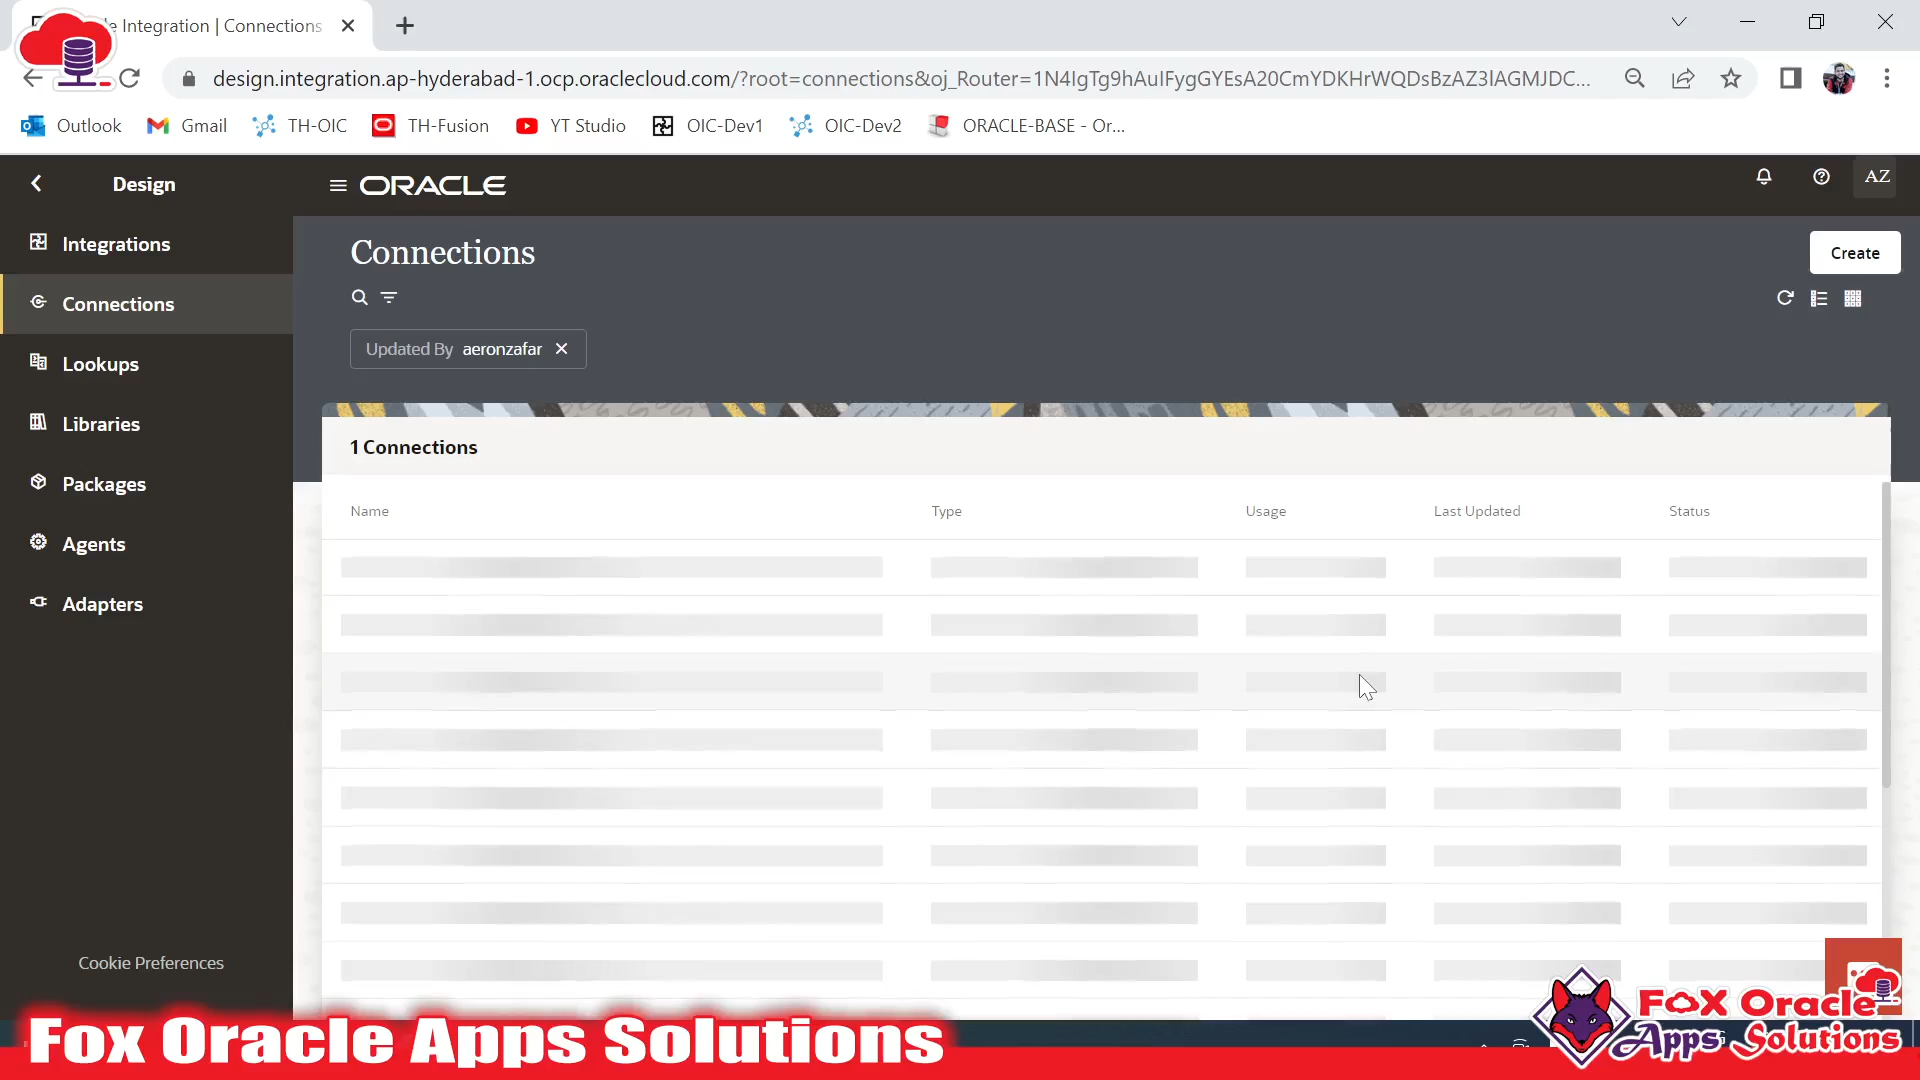 e Integration | Connections
design.integration.ap-hyderabad-1.ocp.oraclecloud.com/?root=connections&oj_Router=1N4IgTg9hAuIFygGYEsA20CmYDKHrWQDsBzAZ3lAGMJDC...
Outlook Gmail TH-OIC TH-Fusion YT Studio OIC-Dev1 OIC-Dev2 ORACLE-BASE - Or...
Design
ORACLE
AZ
Integrations
Connections
Lookups
Libraries
Packages
Agents
Adapters
Cookie Preferences
Connections
Create
Updated By aeronzafar
1 Connections
Name Type Usage Last Updated Status
Fox Oracle Apps Solutions
Fox Oracle
Apps Solutions